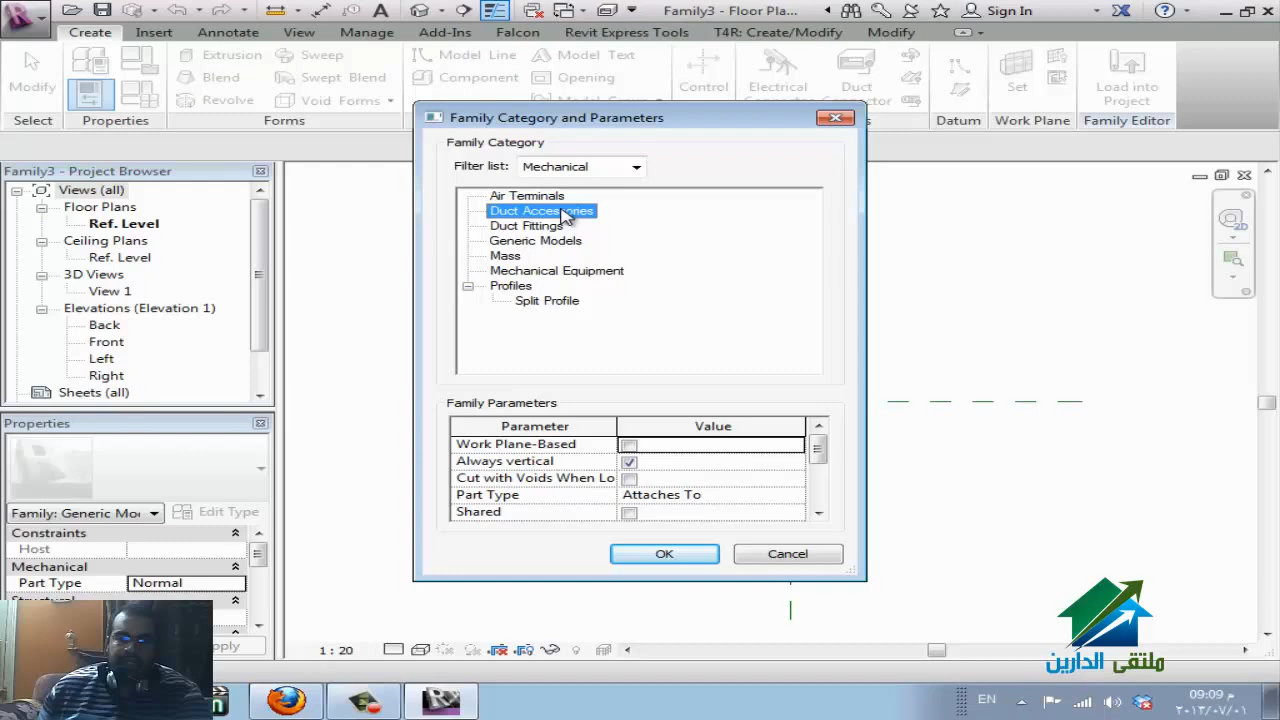 Family3 - Floor Pla...
Sign In
Create
Insert
Annotate
View
Manage
Add-Ins
Falcon
Revit Express Tools
T4R: Create/Modify
Modify
Modify
Extrusion
Sweep
Blend
Swept Blend
Revolve
Void Forms
Model Line
Model Text
Component
Opening
Control
Electrical
Duct
Set
Load into
Project
Select
Properties
Forms
Datum
Work Plane
Family Editor
Family3 - Project Browser
Views (all)
Floor Plans
Ref. Level
Ceiling Plans
Ref. Level
3D Views
View 1
Elevations (Elevation 1)
Back
Front
Left
Right
Sheets (all)
Properties
Family: Generic Mo
Edit Type
Constraints
Host
Mechanical
Part Type
Normal
Family Category and Parameters
Family Category
Filter list:
Mechanical
Air Terminals
Duct Accessories
Duct Fittings
Generic Models
Mass
Mechanical Equipment
Profiles
Split Profile
Family Parameters
Parameter
Value
Work Plane-Based
Always vertical
Cut with Voids When Lo
Part Type
Attaches To
Shared
OK
Cancel
2D
1 : 20
ملتقى الدارين
EN
09:09 م
٢٠١٣/٠٧/٠١